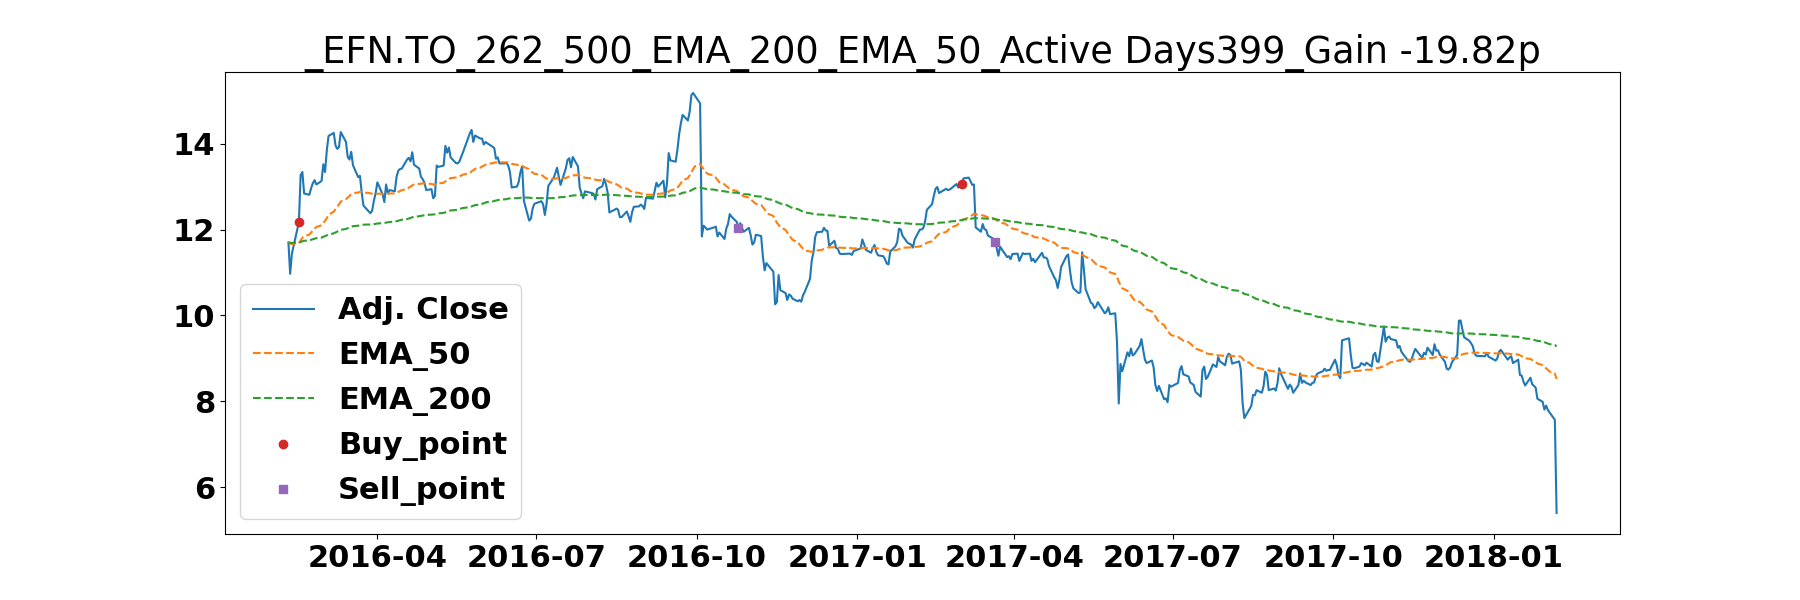 _EFN.TO_262_500_EMA_200_EMA_50_Active Days399_Gain -19.82p
14
12
10
8
6
Adj. Close
EMA_50
EMA_200
Buy_point
Sell_point
2016-04 2016-07 2016-10 2017-01 2017-04 2017-07 2017-10 2018-01